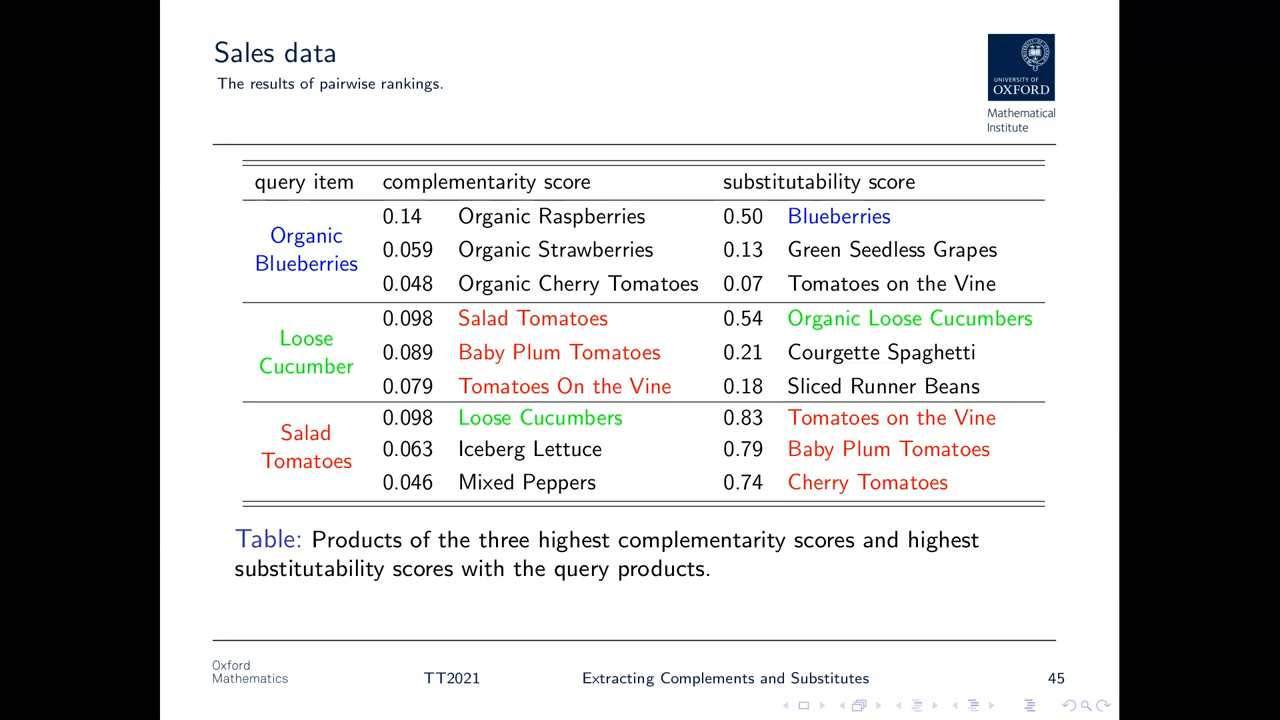 Sales data
The results of pairwise rankings.
UNIVERSITY OF
OXFORD
Mathematical
Institute
query item complementarity score substitutability score
Organic
Blueberries
0.14 Organic Raspberries 0.50 Blueberries
0.059 Organic Strawberries 0.13 Green Seedless Grapes
0.048 Organic Cherry Tomatoes 0.07 Tomatoes on the Vine
Loose
Cucumber
0.098 Salad Tomatoes 0.54 Organic Loose Cucumbers
0.089 Baby Plum Tomatoes 0.21 Courgette Spaghetti
0.079 Tomatoes On the Vine 0.18 Sliced Runner Beans
Salad
Tomatoes
0.098 Loose Cucumbers 0.83 Tomatoes on the Vine
0.063 Iceberg Lettuce 0.79 Baby Plum Tomatoes
0.046 Mixed Peppers 0.74 Cherry Tomatoes
Table: Products of the three highest complementarity scores and highest
substitutability scores with the query products.
Oxford
Mathematics
TT2021 Extracting Complements and Substitutes 45